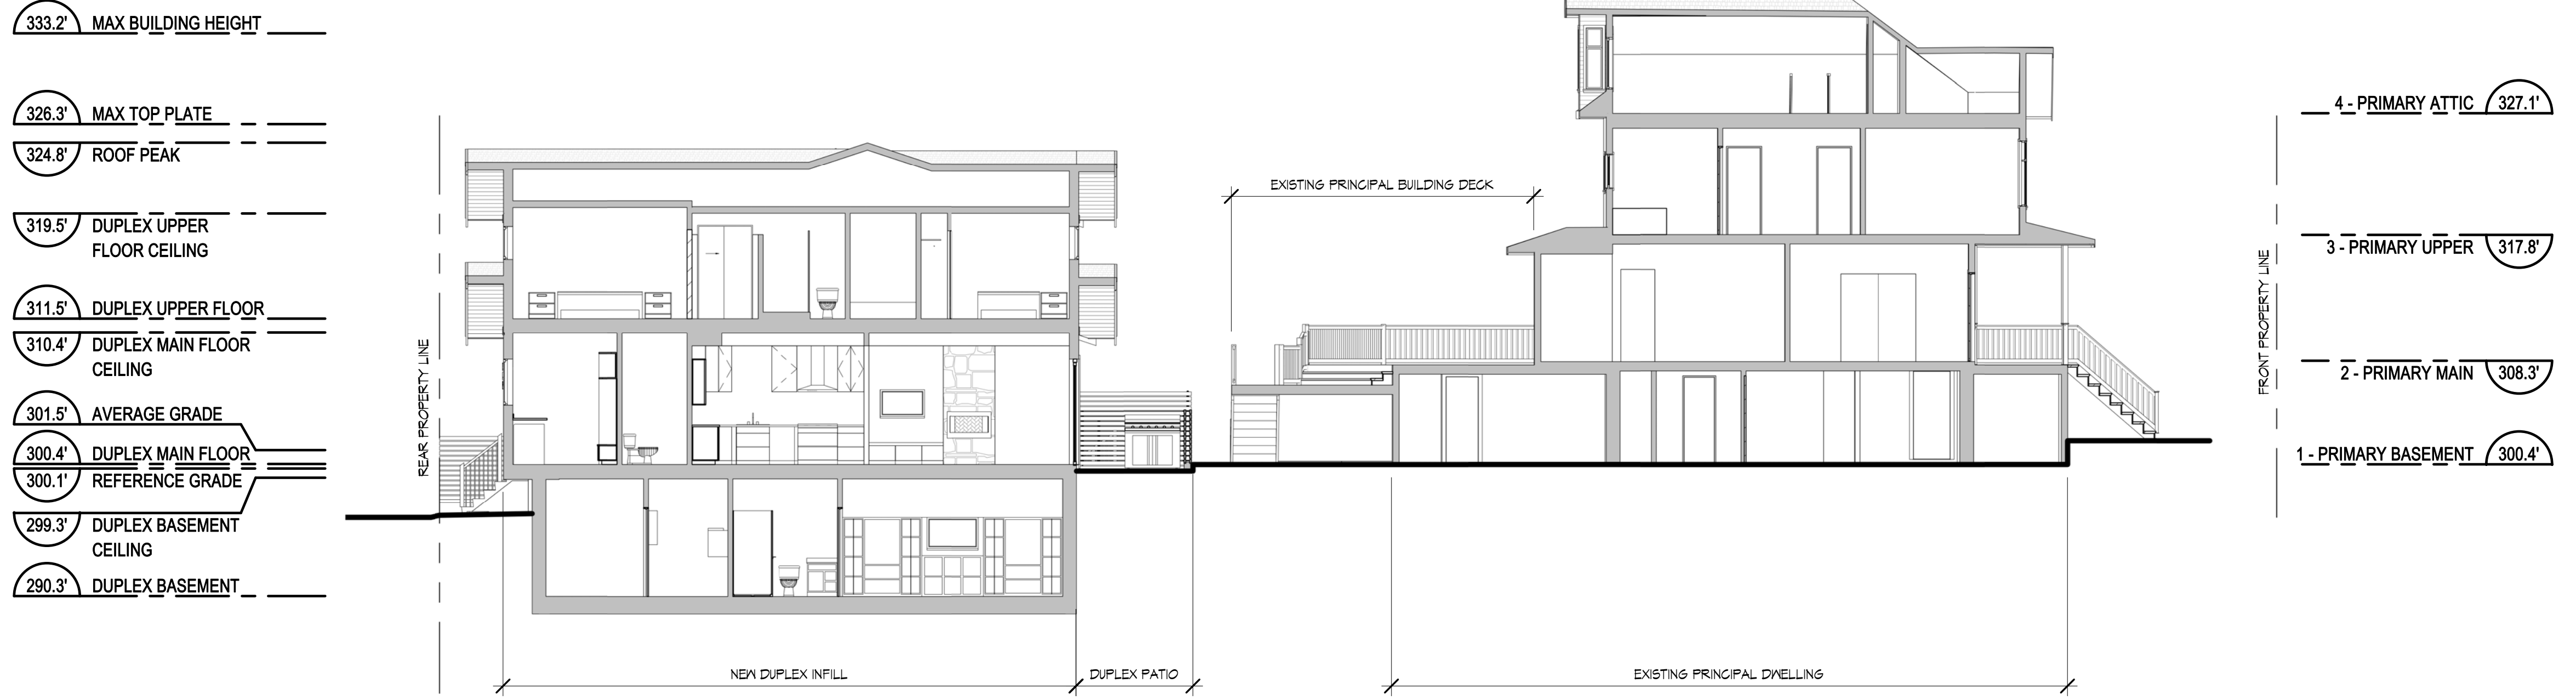 333.2' MAX BUILDING HEIGHT
326.3' MAX TOP PLATE
324.8' ROOF PEAK
319.5' DUPLEX UPPER
FLOOR CEILING
311.5' DUPLEX UPPER FLOOR
310.4' DUPLEX MAIN FLOOR
CEILING
301.5' AVERAGE GRADE
300.4' DUPLEX MAIN FLOOR
300.1' REFERENCE GRADE
299.3' DUPLEX BASEMENT
CEILING
290.3' DUPLEX BASEMENT
REAR PROPERTY LINE
EXISTING PRINCIPAL BUILDING DECK
NEW DUPLEX INFILL
DUPLEX PATIO
EXISTING PRINCIPAL DWELLING
FRONT PROPERTY LINE
4 - PRIMARY ATTIC 327.1'
3 - PRIMARY UPPER 317.8'
2 - PRIMARY MAIN 308.3'
1 - PRIMARY BASEMENT 300.4'